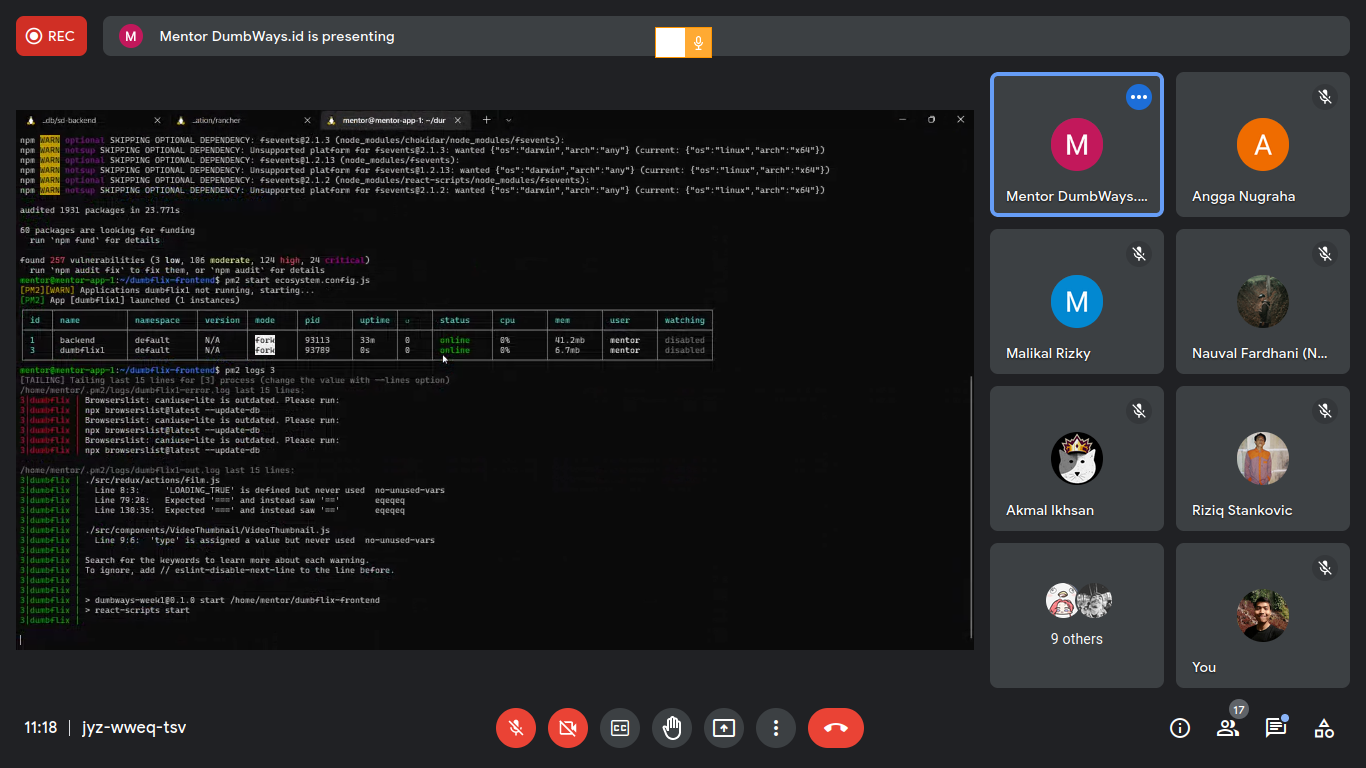 REC
M
Mentor DumbWays.id is presenting
..db/sd-backend
..ation/rancher
mentor@mentor-app-1: ~/dur
npm WARN optional SKIPPING OPTIONAL DEPENDENCY: fsevents@2.1.3 (node_modules/chokidar/node_modules/fsevents):
npm WARN notsup SKIPPING OPTIONAL DEPENDENCY: Unsupported platform for fsevents@2.1.3: wanted {"os":"darwin","arch":"any"} (current: {"os":"linux","arch":"x64"})
npm WARN optional SKIPPING OPTIONAL DEPENDENCY: fsevents@1.2.13 (node_modules/fsevents):
npm WARN notsup SKIPPING OPTIONAL DEPENDENCY: Unsupported platform for fsevents@1.2.13: wanted {"os":"darwin","arch":"any"} (current: {"os":"linux","arch":"x64"})
npm WARN optional SKIPPING OPTIONAL DEPENDENCY: fsevents@2.1.2 (node_modules/react-scripts/node_modules/fsevents):
npm WARN notsup SKIPPING OPTIONAL DEPENDENCY: Unsupported platform for fsevents@2.1.2: wanted {"os":"darwin","arch":"any"} (current: {"os":"linux","arch":"x64"})
audited 1931 packages in 23.771s
60 packages are looking for funding
run `npm fund` for details
found 257 vulnerabilities (3 low, 106 moderate, 124 high, 24 critical)
run `npm audit fix` to fix them, or `npm audit` for details
mentor@mentor-app-1:~/dumbflix-frontend$ pm2 start ecosystem.config.js
[PM2][WARN] Applications dumbflix1 not running, starting...
[PM2] App [dumbflix1] launched (1 instances)
id name namespace version mode pid uptime ↺ status cpu mem user watching
1 backend default N/A fork 93113 33m 0 online 0% 41.2mb mentor disabled
3 dumbflix1 default N/A fork 93789 0s 0 online 0% 6.7mb mentor disabled
mentor@mentor-app-1:~/dumbflix-frontend$ pm2 logs 3
[TAILING] Tailing last 15 lines for [3] process (change the value with --lines option)
/home/mentor/.pm2/logs/dumbflix1-error.log last 15 lines:
3|dumbflix | Browserslist: caniuse-lite is outdated. Please run:
3|dumbflix | npx browserslist@latest --update-db
3|dumbflix | Browserslist: caniuse-lite is outdated. Please run:
3|dumbflix | npx browserslist@latest --update-db
3|dumbflix | Browserslist: caniuse-lite is outdated. Please run:
3|dumbflix | npx browserslist@latest --update-db
/home/mentor/.pm2/logs/dumbflix1-out.log last 15 lines:
3|dumbflix | ./src/redux/actions/film.js
3|dumbflix | Line 8:3: 'LOADING_TRUE' is defined but never used no-unused-vars
3|dumbflix | Line 79:28: Expected '===' and instead saw '==' eqeqeq
3|dumbflix | Line 138:35: Expected '===' and instead saw '==' eqeqeq
3|dumbflix |
3|dumbflix | ./src/components/VideoThumbnail/VideoThumbnail.js
3|dumbflix | Line 9:6: 'type' is assigned a value but never used no-unused-vars
3|dumbflix |
3|dumbflix | Search for the keywords to learn more about each warning.
3|dumbflix | To ignore, add // eslint-disable-next-line to the line before.
3|dumbflix |
3|dumbflix |
3|dumbflix | > dumbways-week1@0.1.0 start /home/mentor/dumbflix-frontend
3|dumbflix | > react-scripts start
3|dumbflix |
M
Mentor DumbWays....
A
Angga Nugraha
M
Malikal Rizky
Nauval Fardhani (N...
Akmal Ikhsan
Riziq Stankovic
9 others
You
11:18 | jyz-wweq-tsv
CC
17